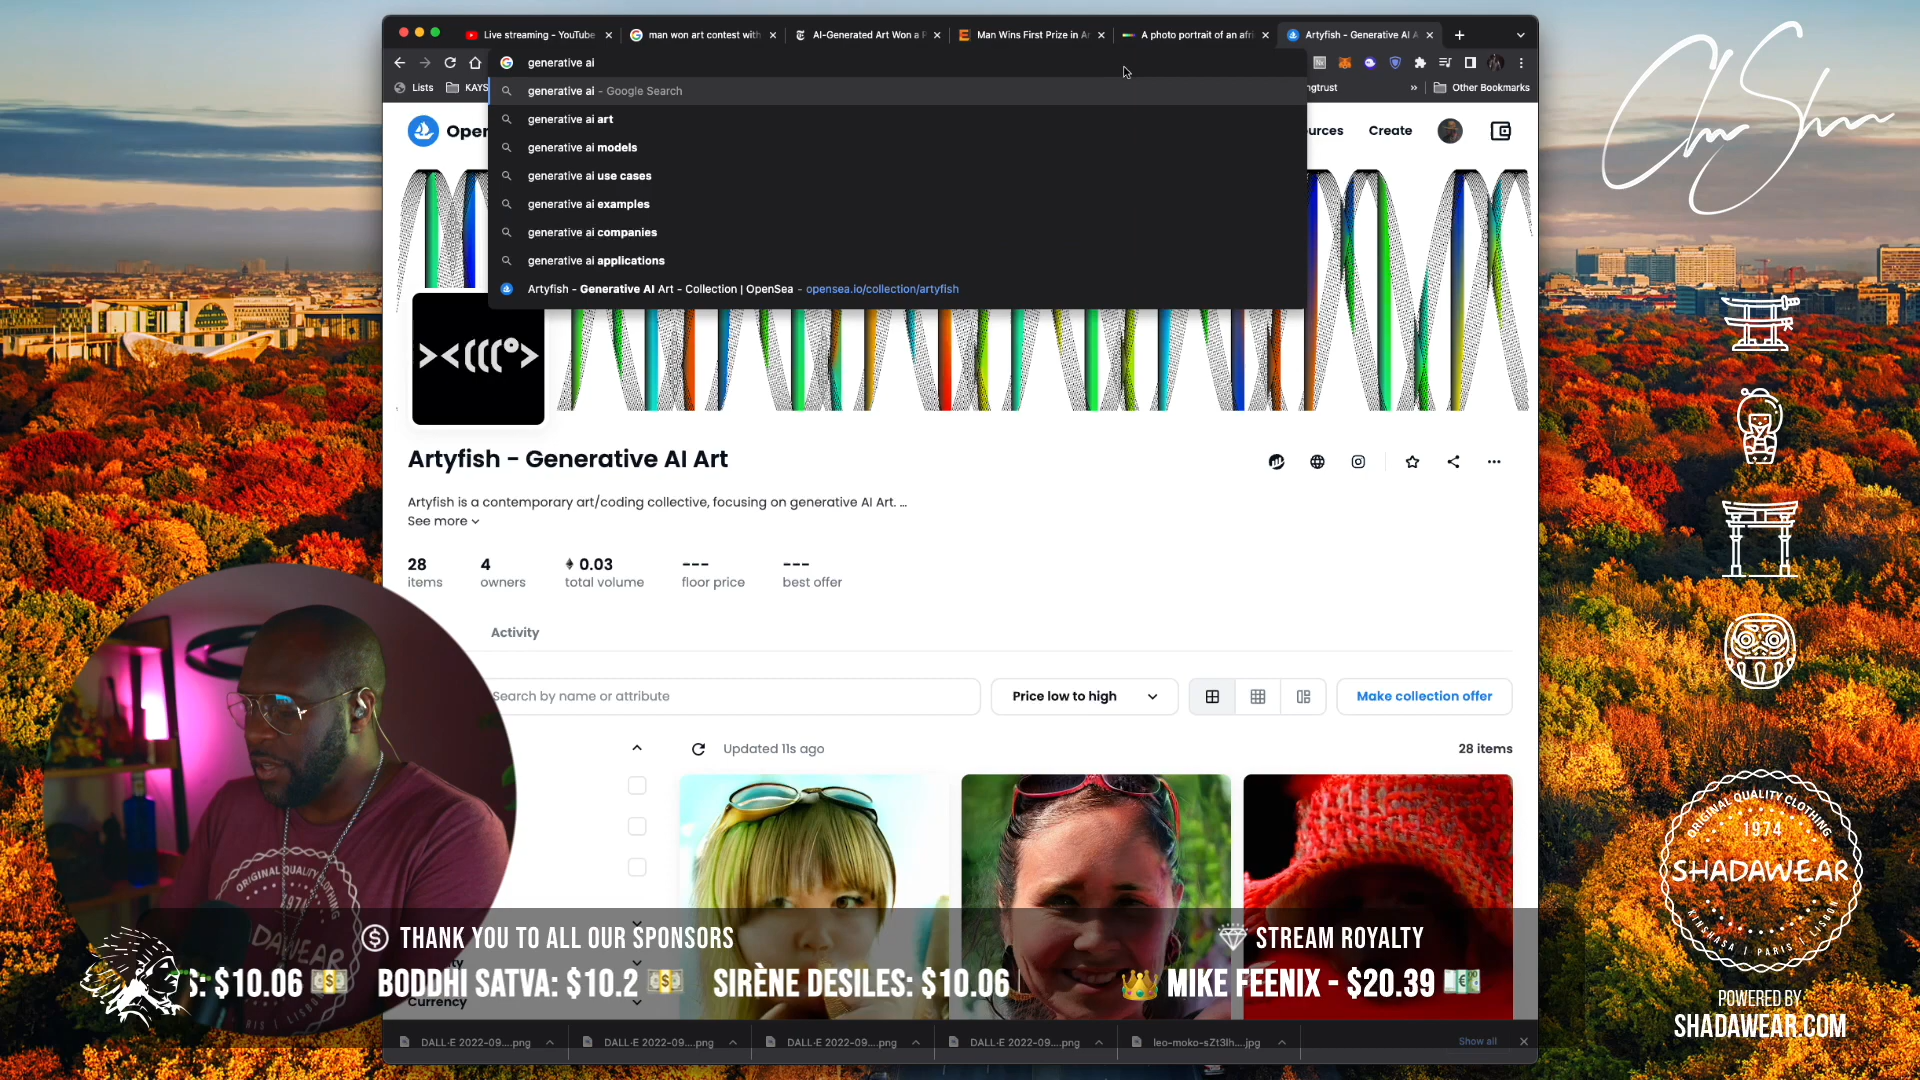 Live streaming - YouTube
man won art contest with
AI-Generated Art Won a P
Man Wins First Prize in Ar
A photo portrait of an afri
Artyfish - Generative AI A
generative ai
Lists
KAYS
ngtrust
»
Other Bookmarks
generative ai - Google Search
generative ai art
generative ai models
generative ai use cases
generative ai examples
generative ai companies
generative ai applications
Artyfish - Generative AI Art - Collection | OpenSea - opensea.io/collection/artyfish
Open
urces
Create
><(((º>
Artyfish - Generative AI Art
Artyfish is a contemporary art/coding collective, focusing on generative AI Art. ...
See more
28
items
4
owners
0.03
total volume
---
floor price
---
best offer
Activity
Search by name or attribute
Price low to high
Make collection offer
Updated 11s ago
28 items
Currency
ORIGINAL QUALITY CLOTHING
1974
SHADAWEAR
KINSHASA | PARIS | LISBON
THANK YOU TO ALL OUR SPONSORS
STREAM ROYALTY
S: $10.06
BODDHI SATVA: $10.2
SIRÈNE DESILES: $10.06
MIKE FEENIX - $20.39
POWERED BY
SHADAWEAR.COM
DALL·E 2022-09....png
DALL·E 2022-09....png
DALL·E 2022-09....png
DALL·E 2022-09....png
leo-moko-sZt3Ih....jpg
Show all